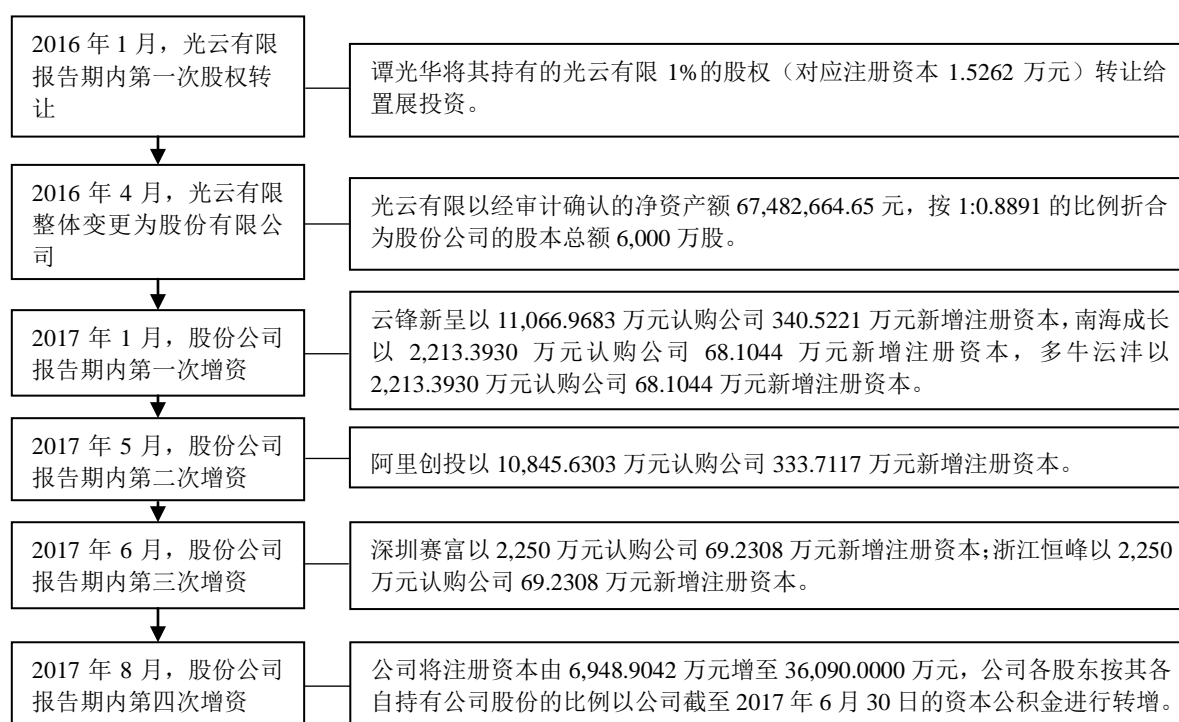 2016 年 1 月，光云有限
报告期内第一次股权转
让
谭光华将其持有的光云有限 1%的股权（对应注册资本 1.5262 万元）转让给
置展投资。
2016 年 4 月，光云有限
整体变更为股份有限公
司
光云有限以经审计确认的净资产额 67,482,664.65 元，按 1:0.8891 的比例折合
为股份公司的股本总额 6,000 万股。
2017 年 1 月，股份公司
报告期内第一次增资
云锋新呈以 11,066.9683 万元认购公司 340.5221 万元新增注册资本，南海成长
以 2,213.3930 万元认购公司 68.1044 万元新增注册资本，多牛沄沣以
2,213.3930 万元认购公司 68.1044 万元新增注册资本。
2017 年 5 月，股份公司
报告期内第二次增资
阿里创投以 10,845.6303 万元认购公司 333.7117 万元新增注册资本。
2017 年 6 月，股份公司
报告期内第三次增资
深圳赛富以 2,250 万元认购公司 69.2308 万元新增注册资本;浙江恒峰以 2,250
万元认购公司 69.2308 万元新增注册资本。
2017 年 8 月，股份公司
报告期内第四次增资
公司将注册资本由 6,948.9042 万元增至 36,090.0000 万元，公司各股东按其各
自持有公司股份的比例以公司截至 2017 年 6 月 30 日的资本公积金进行转增。